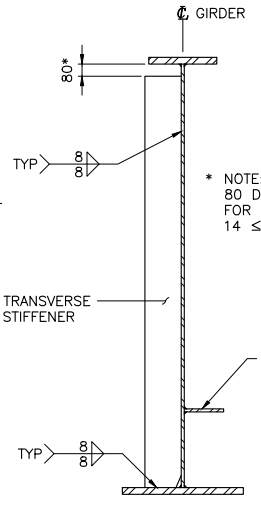 ℄ GIRDER
80*
TYP 8
8
* NOTE:
80 D
FOR
14 ≤
TRANSVERSE
STIFFENER
TYP 8
8